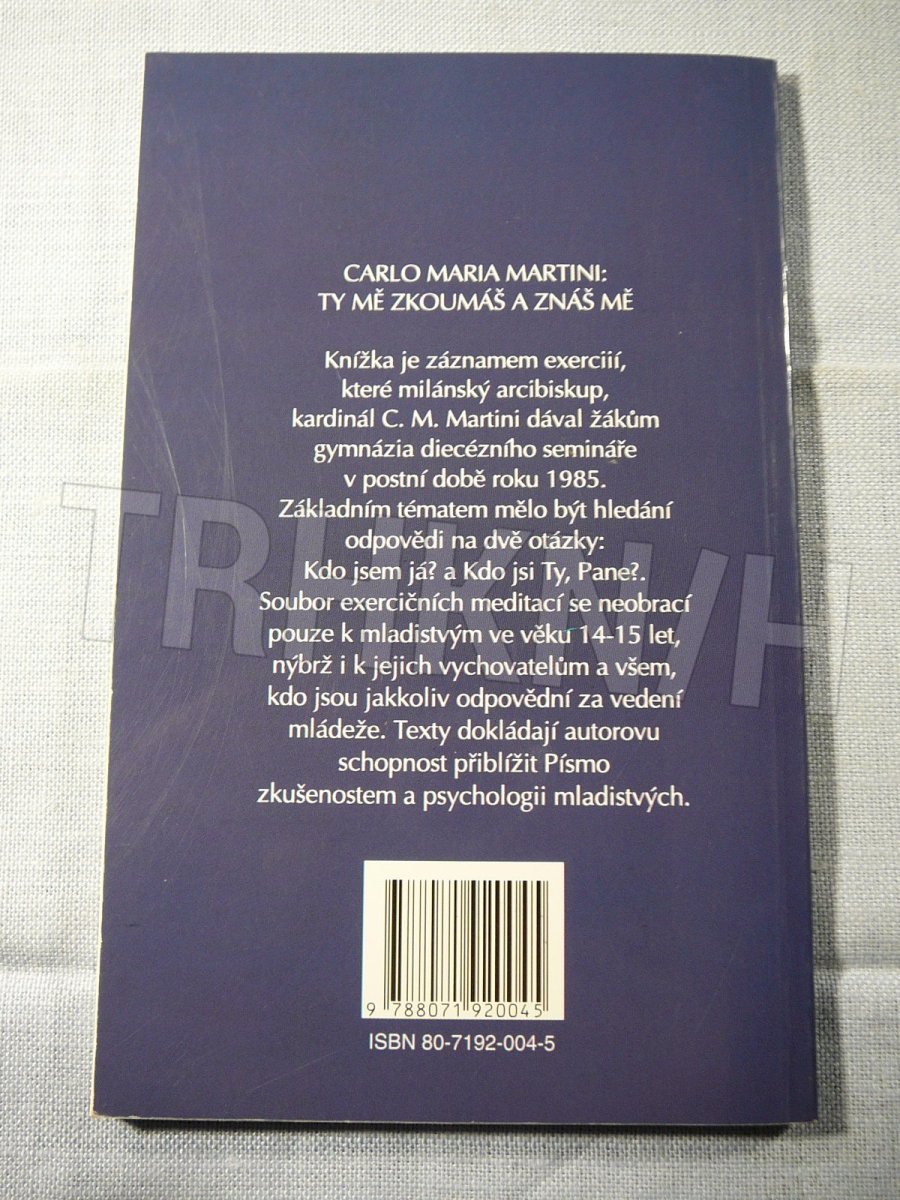 CARLO MARIA MARTINI:
TY MĚ ZKOUMÁŠ A ZNÁŠ MĚ
Knížka je záznamem exercií,
které milánský arcibiskup,
kardinál C. M. Martini dával žákům
gymnázia diecézního semináře
v postní době roku 1985.
Základním tématem mělo být hledání
odpovědi na dvě otázky:
Kdo jsem já? a Kdo jsi Ty, Pane?.
Soubor exercičních meditací se neobrací
pouze k mladistvým ve věku 14-15 let,
nýbrž i k jejich vychovatelům a všem,
kdo jsou jakkoliv odpovědní za vedení
mládeže. Texty dokládají autorovu
schopnost přiblížit Písmo
zkušenostem a psychologii mladistvých.
9 788071 920045
ISBN 80-7192-004-5
TRHKNIH